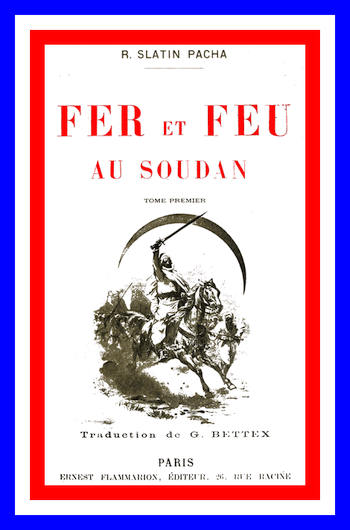 R. SLATIN PACHA
FER ET FEU
AU SOUDAN
TOME PREMIER
Traduction de G. BETTEX
PARIS
ERNEST FLAMMARION, ÉDITEUR, 26, RUE RACINE